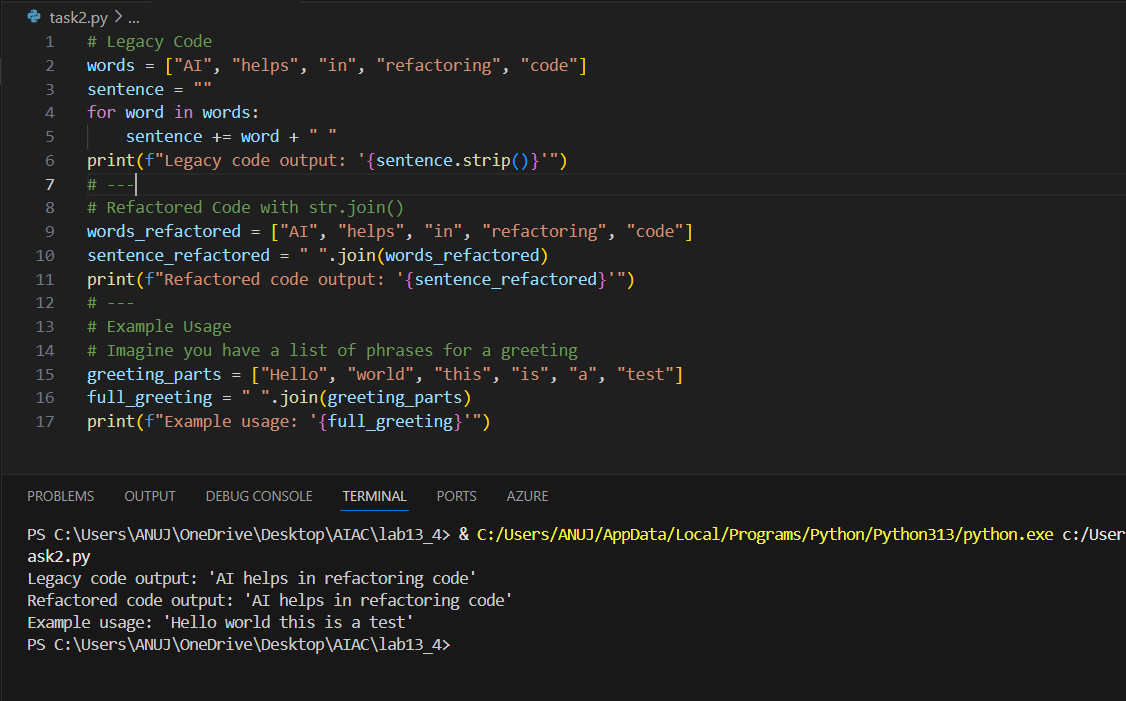 task2.py > ...
1 # Legacy Code
2 words = ["AI", "helps", "in", "refactoring", "code"]
3 sentence = ""
4 for word in words:
5     sentence += word + " "
6 print(f"Legacy code output: '{sentence.strip()}'")
7 # ---
8 # Refactored Code with str.join()
9 words_refactored = ["AI", "helps", "in", "refactoring", "code"]
10 sentence_refactored = " ".join(words_refactored)
11 print(f"Refactored code output: '{sentence_refactored}'")
12 # ---
13 # Example Usage
14 # Imagine you have a list of phrases for a greeting
15 greeting_parts = ["Hello", "world", "this", "is", "a", "test"]
16 full_greeting = " ".join(greeting_parts)
17 print(f"Example usage: '{full_greeting}'")
PROBLEMS OUTPUT DEBUG CONSOLE TERMINAL PORTS AZURE
PS C:\Users\ANUJ\OneDrive\Desktop\AIAC\lab13_4> & C:/Users/ANUJ/AppData/Local/Programs/Python/Python313/python.exe c:/User
ask2.py
Legacy code output: 'AI helps in refactoring code'
Refactored code output: 'AI helps in refactoring code'
Example usage: 'Hello world this is a test'
PS C:\Users\ANUJ\OneDrive\Desktop\AIAC\lab13_4>